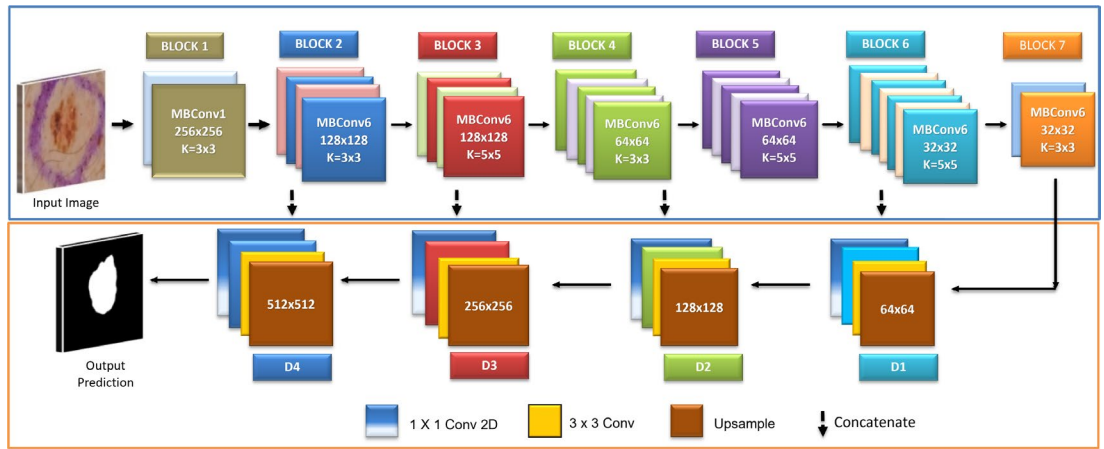 BLOCK 1
BLOCK 2
BLOCK 3
BLOCK 4
BLOCK 5
BLOCK 6
BLOCK 7
MBConv1
256x256
K=3x3
MBConv6
128x128
K=3x3
MBConv6
128x128
K=5x5
MBConv6
64x64
K=3x3
MBConv6
64x64
K=5x5
MBConv6
32x32
K=5x5
MBConv6
32x32
K=3x3
Input Image
512x512
256x256
128x128
64x64
Output
Prediction
D4
D3
D2
D1
1 X 1 Conv 2D
3 x 3 Conv
Upsample
Concatenate